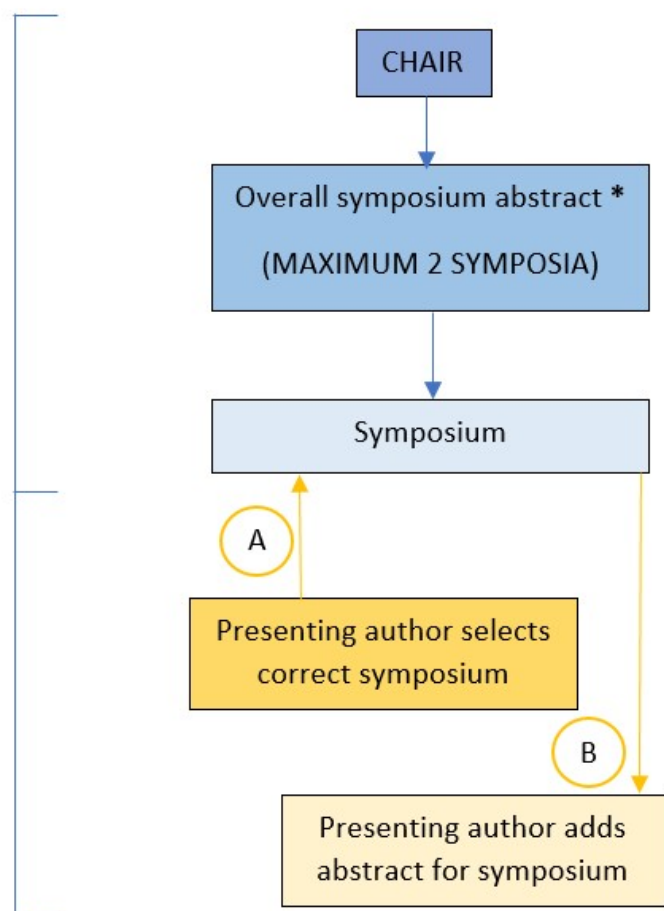 CHAIR
Overall symposium abstract *
(MAXIMUM 2 SYMPOSIA)
Symposium
A
Presenting author selects
correct symposium
B
Presenting author adds
abstract for symposium